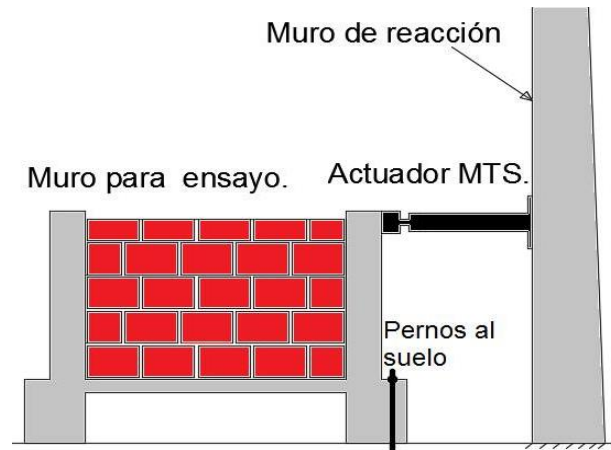 Muro de reacción
Muro para ensayo.
Actuador MTS.
Pernos al
suelo